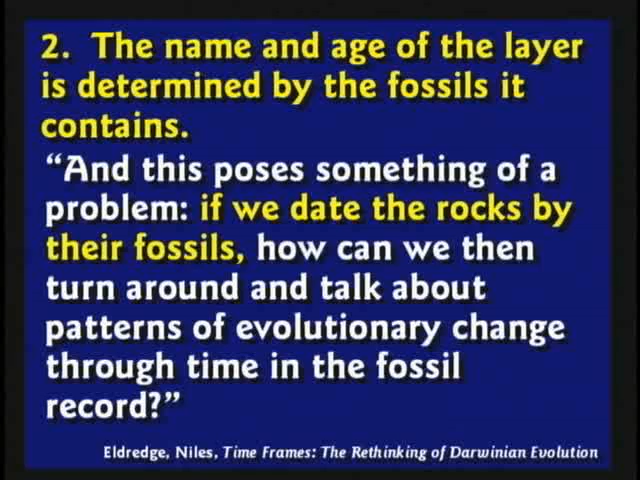 2. The name and age of the layer
is determined by the fossils it
contains.
“And this poses something of a
problem: if we date the rocks by
their fossils, how can we then
turn around and talk about
patterns of evolutionary change
through time in the fossil
record?”
Eldredge, Niles, Time Frames: The Rethinking of Darwinian Evolution